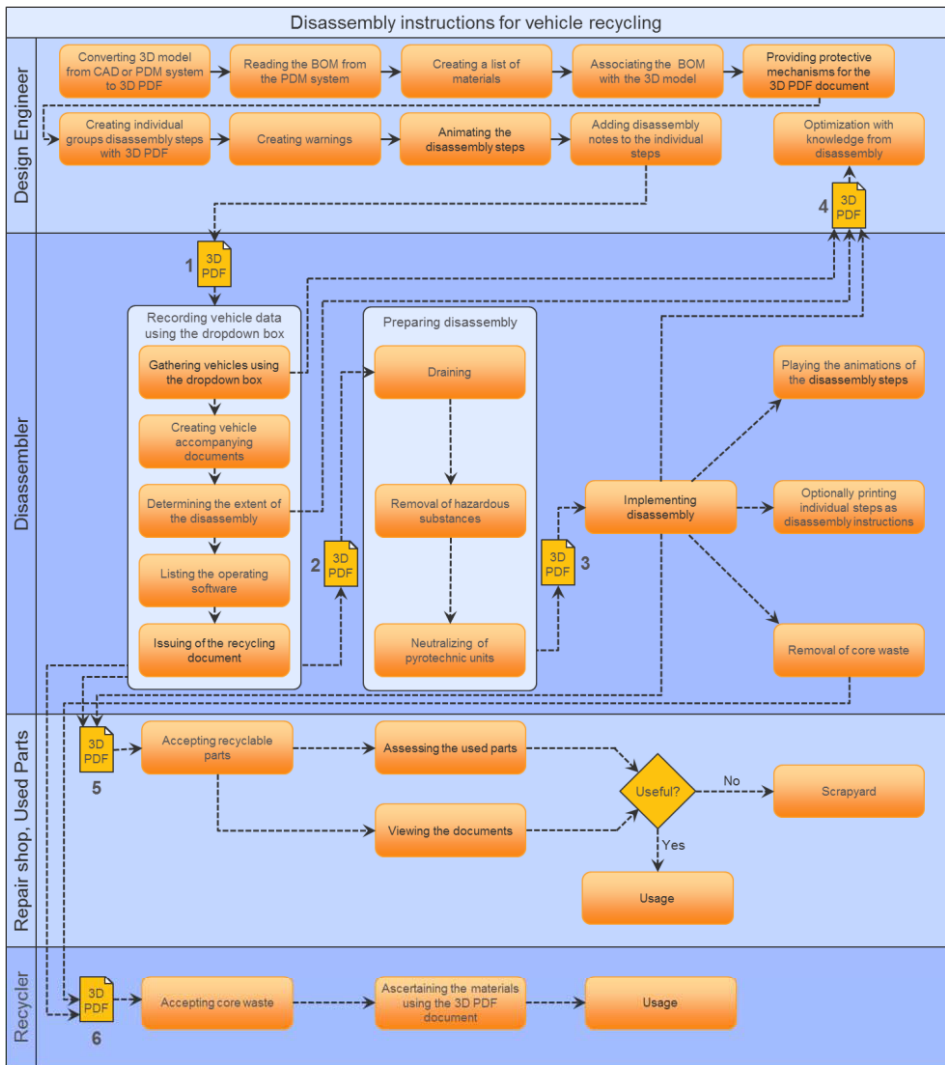 Disassembly instructions for vehicle recycling
Design Engineer
Converting 3D model
from CAD or PDM system
to 3D PDF
Reading the BOM from
the PDM system
Creating a list of
materials
Associating the BOM
with the 3D model
Providing protective
mechanisms for the
3D PDF document
Creating individual
groups disassembly steps
with 3D PDF
Creating warnings
Animating the
disassembly steps
Adding disassembly
notes to the individual
steps
Optimization with
knowledge from
disassembly
4
3D
PDF
Disassembler
1
3D
PDF
Recording vehicle data
using the dropdown box
Gathering vehicles using
the dropdown box
Creating vehicle
accompanying
documents
Determining the extent
of the disassembly
Listing the operating
software
Issuing of the recycling
document
2
3D
PDF
Preparing disassembly
Draining
Removal of hazardous
substances
Neutralizing of
pyrotechnic units
3D
PDF
3
Implementing
disassembly
Playing the animations
of the disassembly steps
Optionally printing
individual steps as
disassembly instructions
Removal of core waste
Repair shop, Used Parts
3D
PDF
5
Accepting recyclable
parts
Assessing the used parts
Viewing the documents
Useful?
No
Scrapyard
Yes
Usage
Recycler
3D
PDF
6
Accepting core waste
Ascertaining the materials
using the 3D PDF
document
Usage